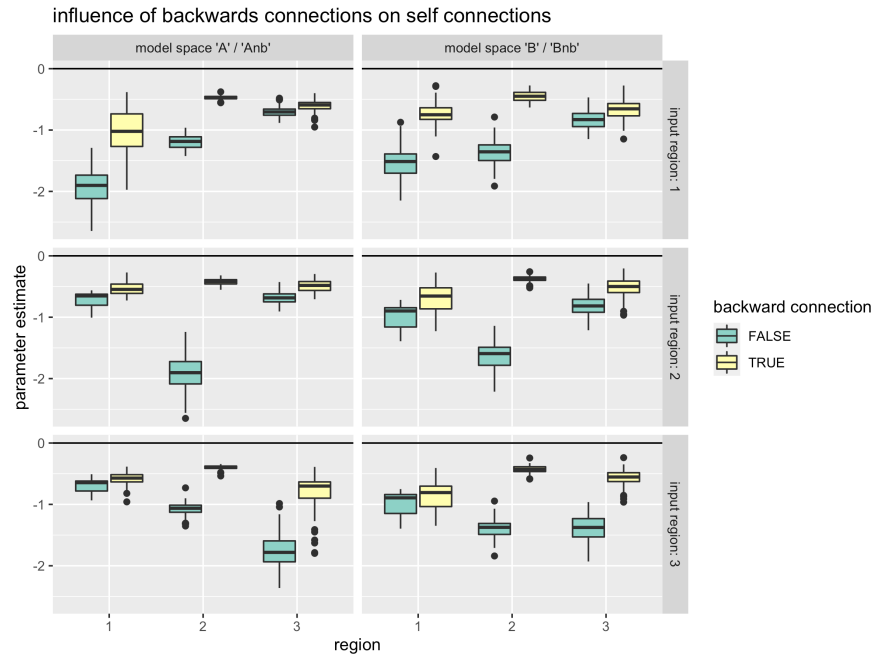 influence of backwards connections on self connections
model space 'A' / 'Anb'
model space 'B' / 'Bnb'
0
-1
-2
input region: 1
0
-1
-2
input region: 2
0
-1
-2
input region: 3
parameter estimate
1
2
3
1
2
3
region
backward connection
FALSE
TRUE